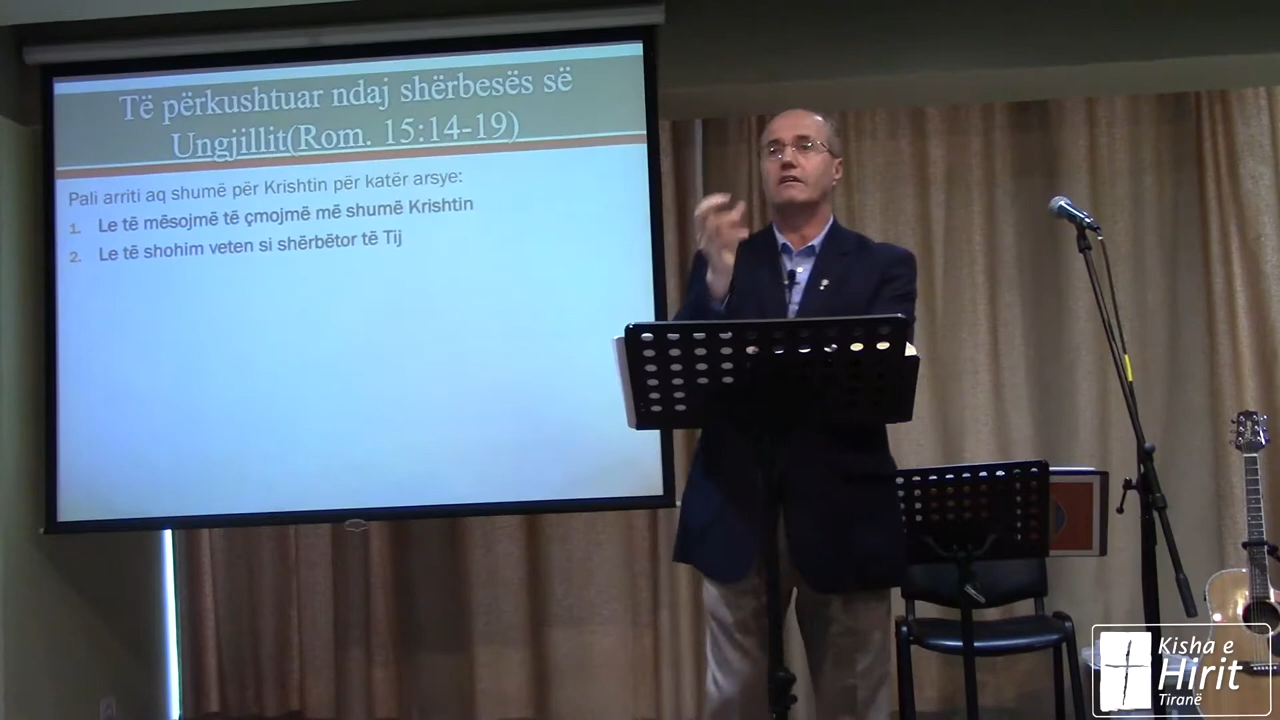 Të përkushtuar ndaj shërbesës së
Ungjillit(Rom. 15:14-19)
Pali arriti aq shumë për Krishtin për katër arsye:
1. Le të mësojmë të çmojmë më shumë Krishtin
2. Le të shohim veten si shërbëtor të Tij
Kisha e
Hirit
Tiranë